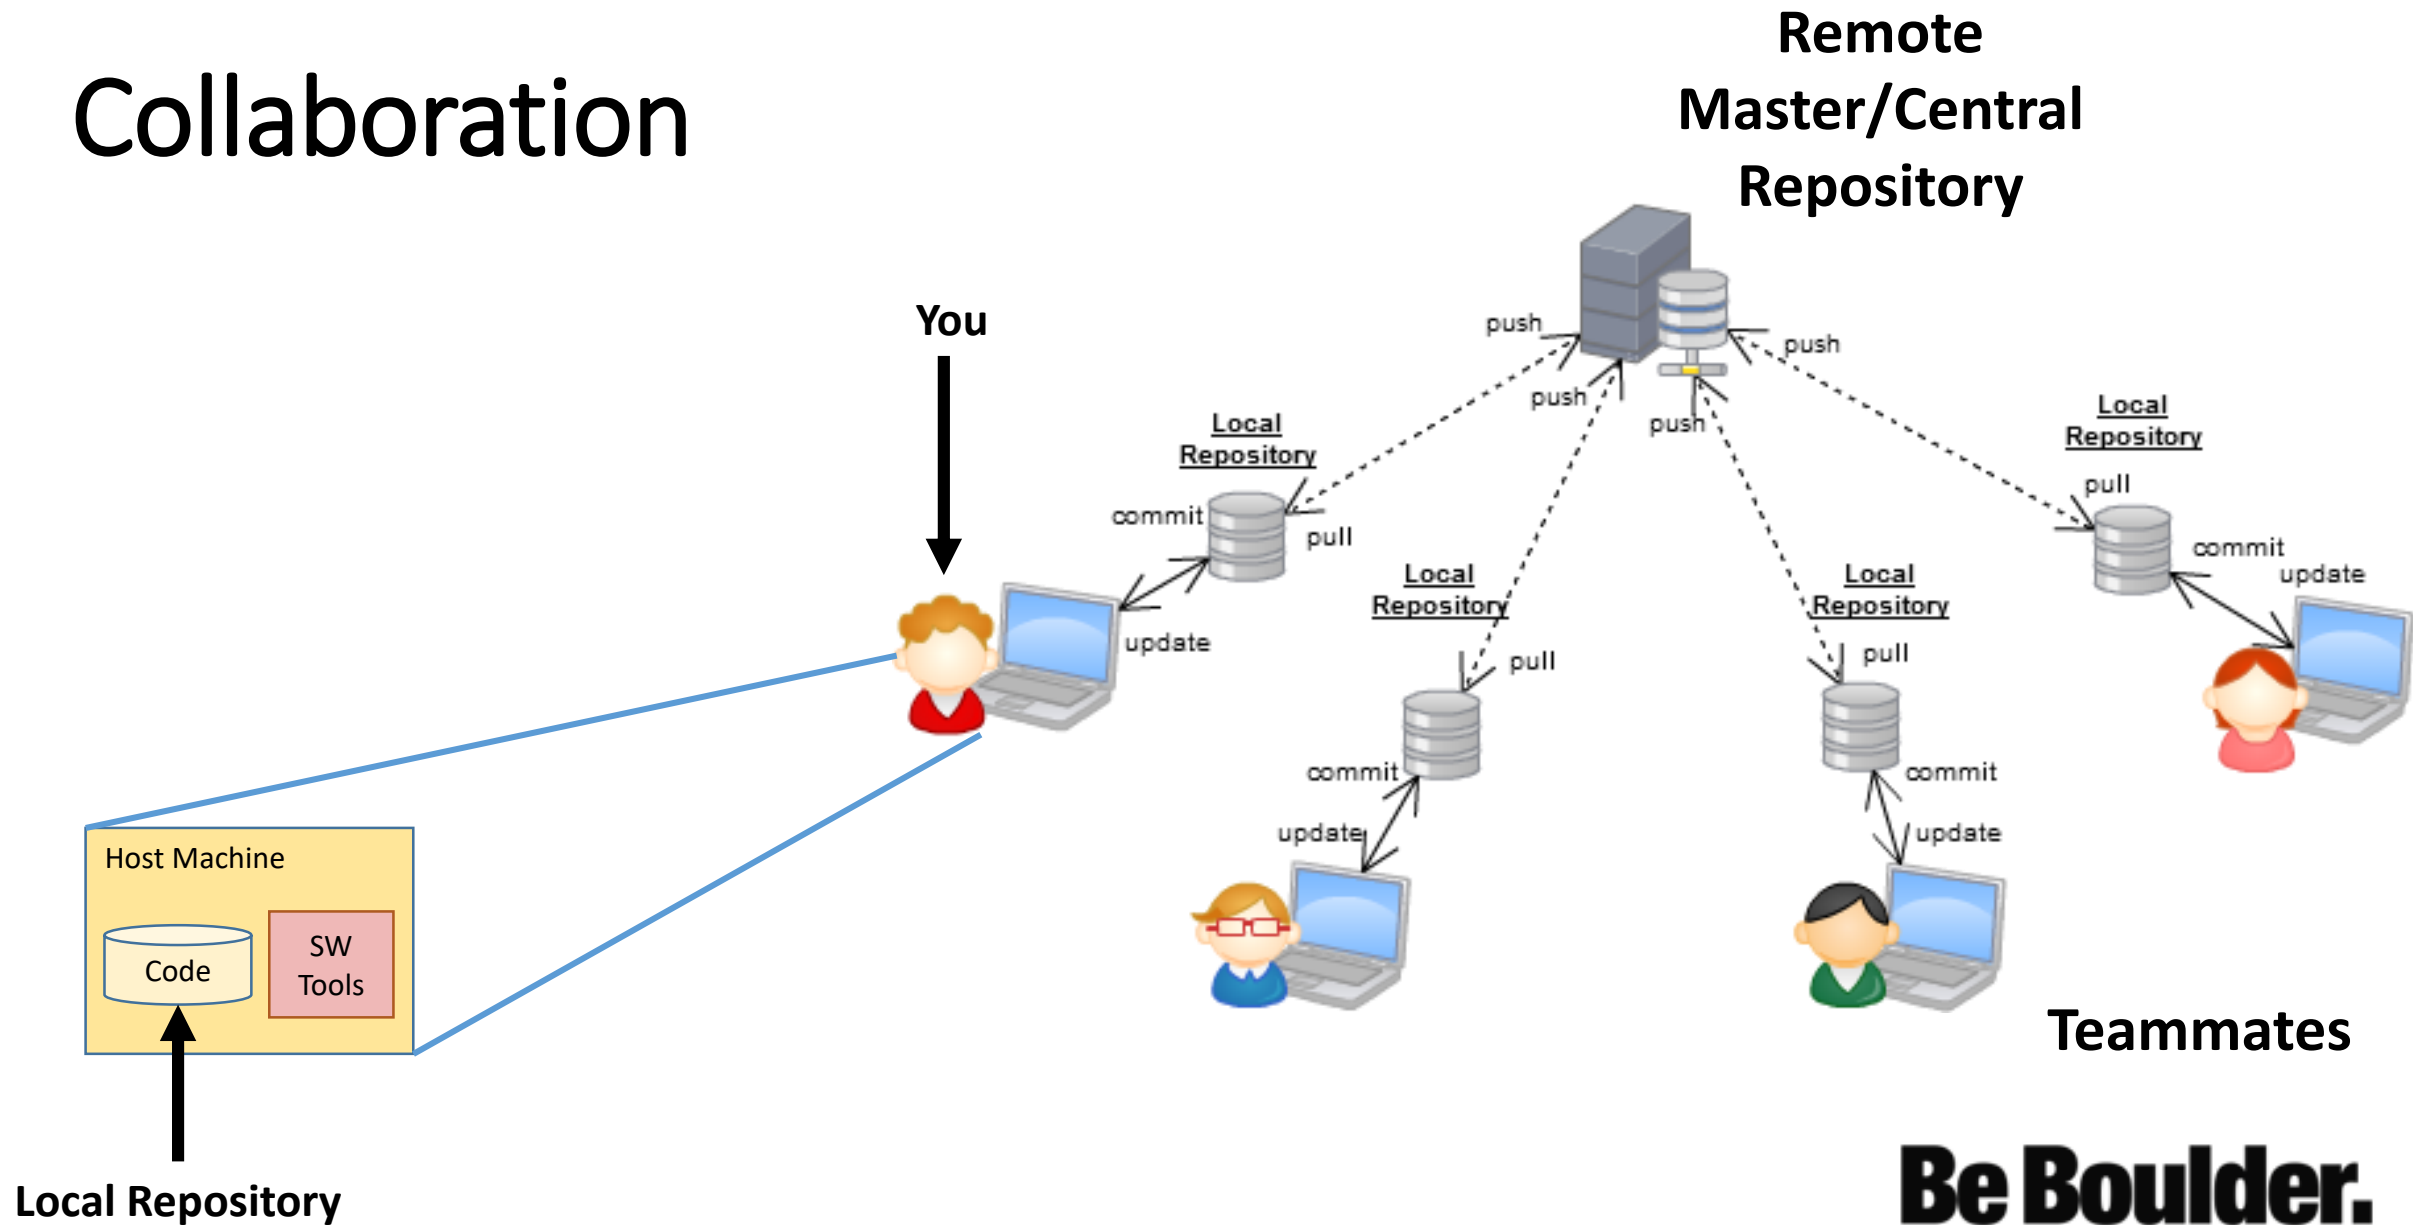 Collaboration
Remote
Master/Central
Repository
You
push
push
push
push
Local
Repository
commit
pull
update
Local
Repository
pull
commit
update
Local
Repository
pull
commit
update
Local
Repository
pull
commit
update
Host Machine
Code
SW
Tools
Local Repository
Teammates
Be Boulder.